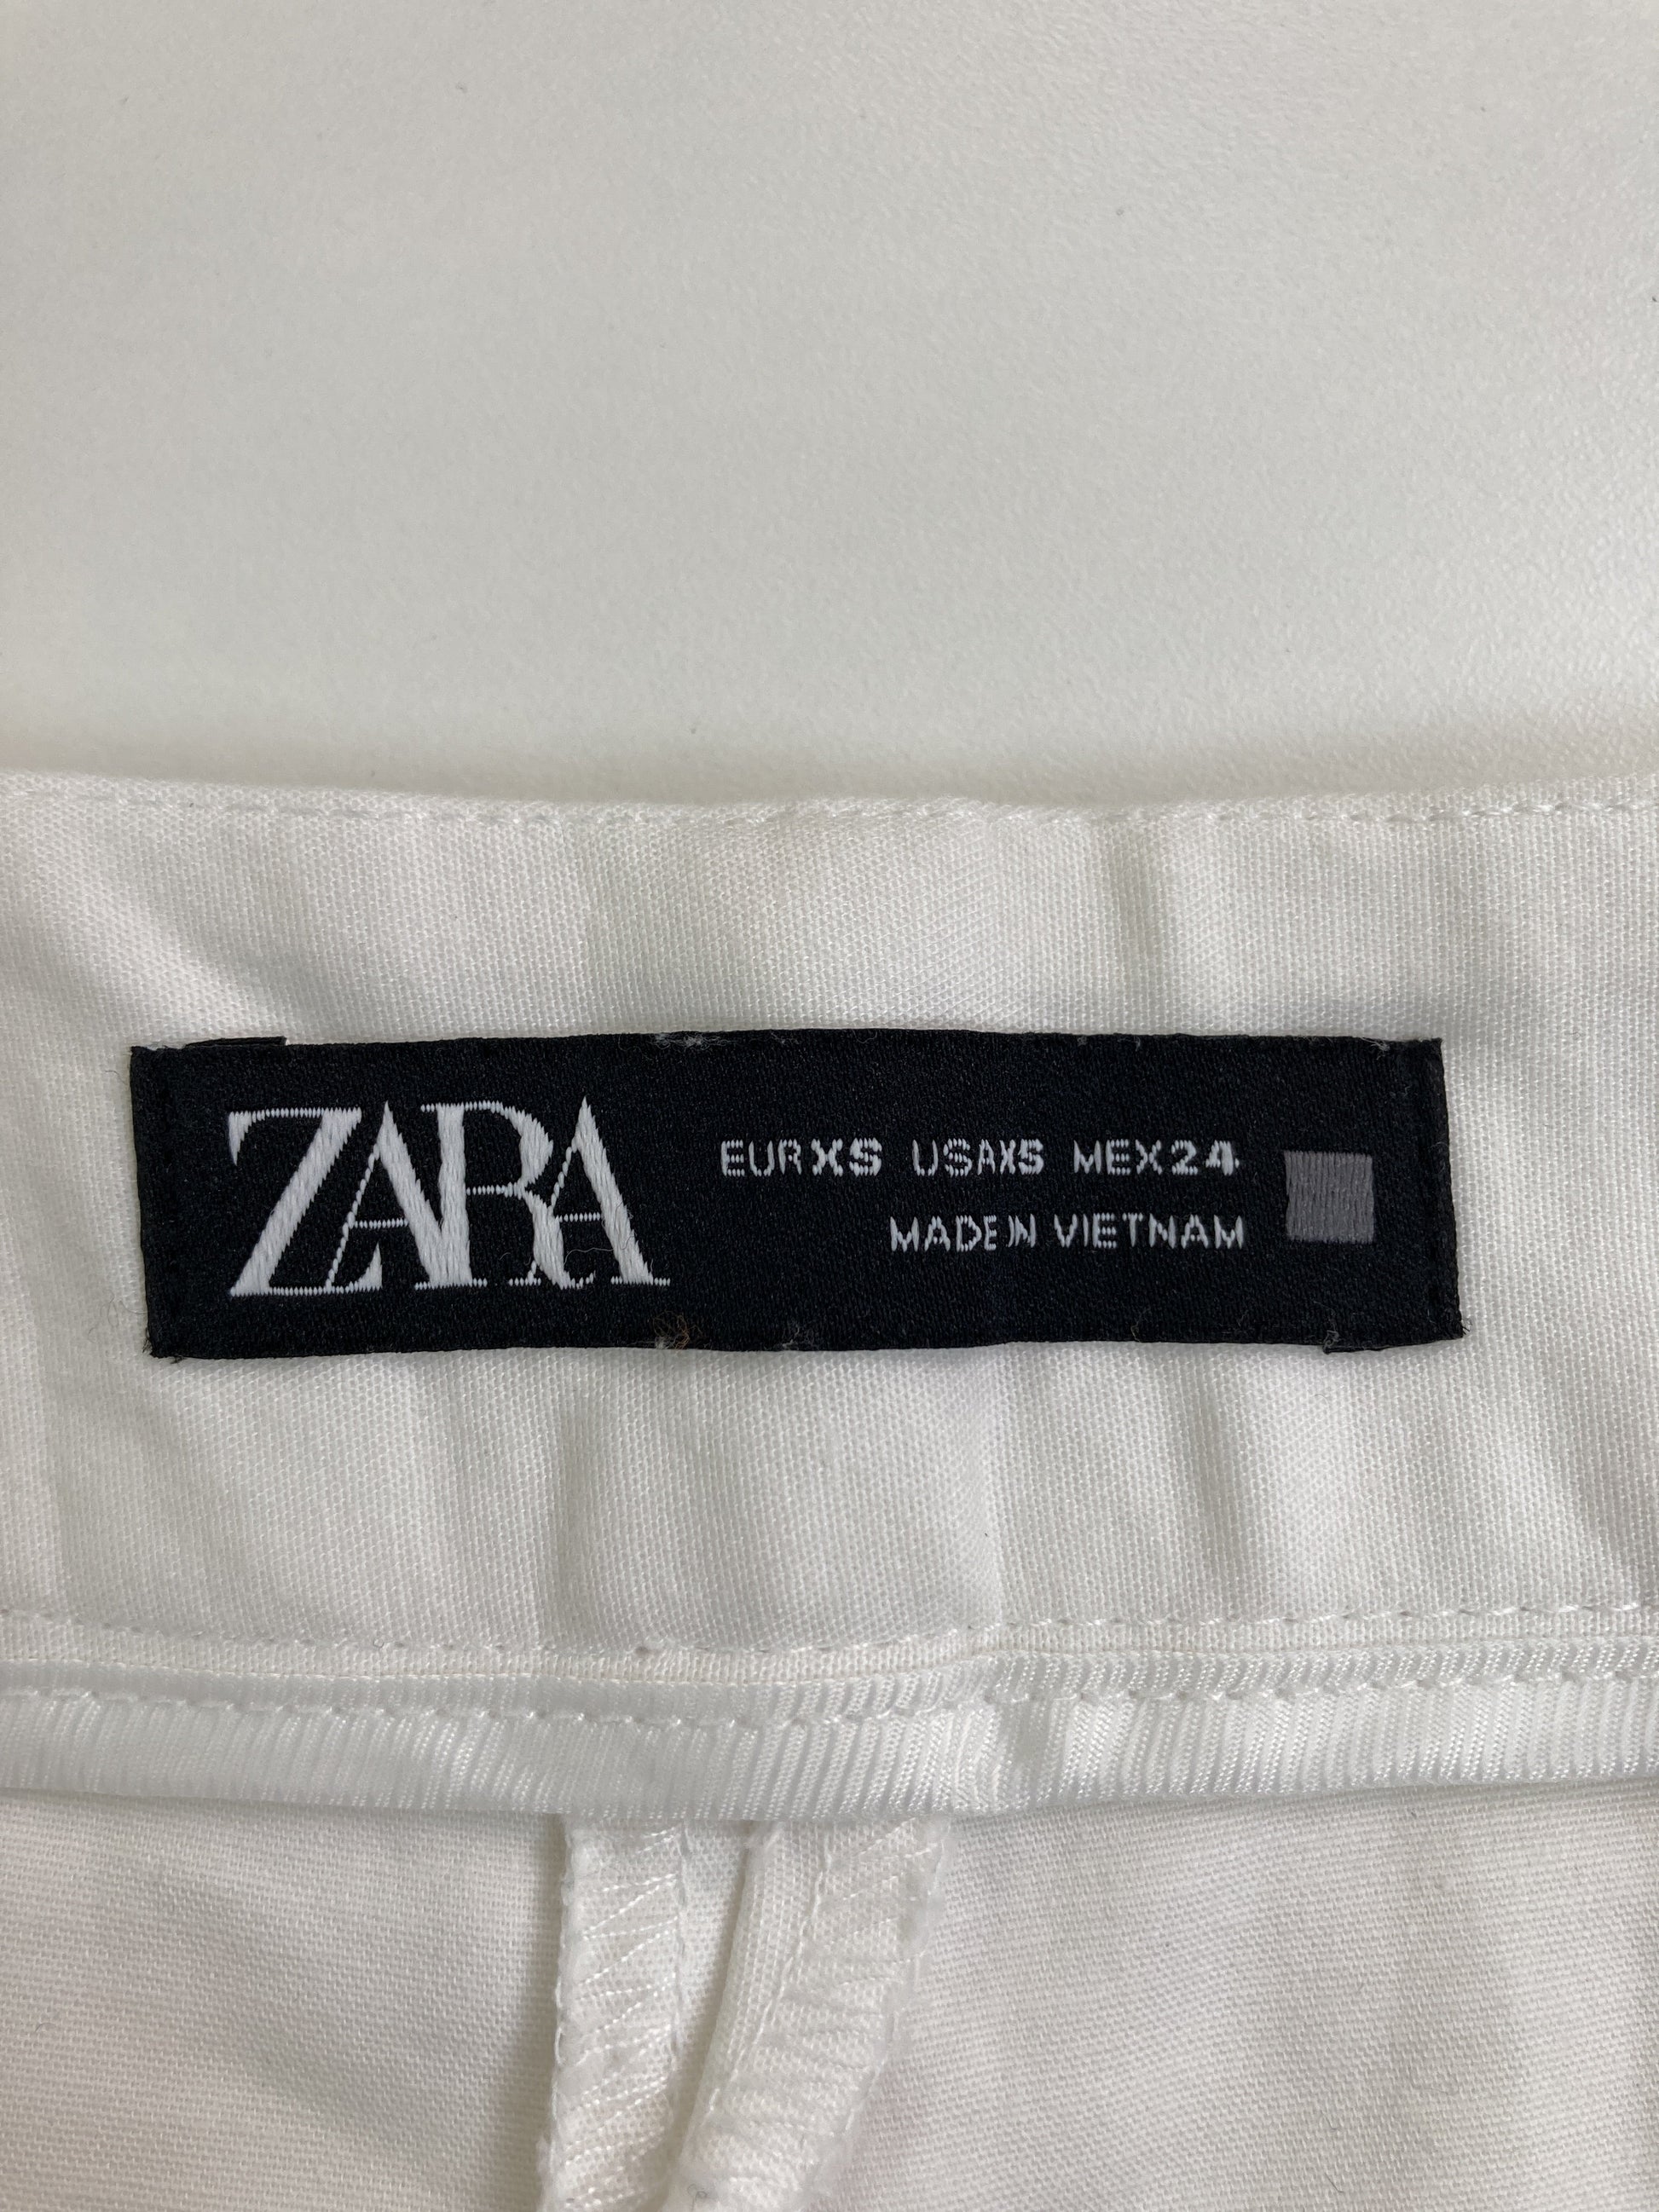 ZARA
EUR XS USA XS MEX 24
MADE IN VIETNAM